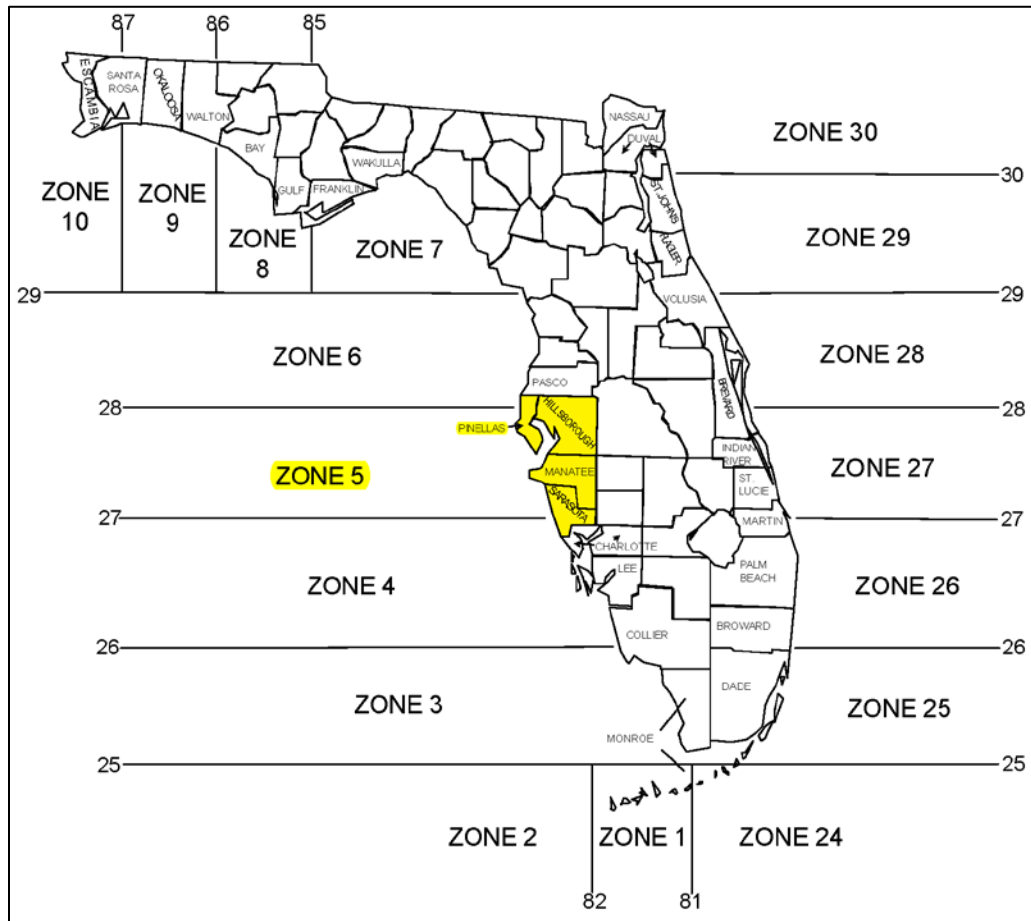 87 86 85
ESCAMBIA
SANTA
ROSA
OKALOOSA
WALTON
BAY
GULF
FRANKLIN
WAKULLA
NASSAU
DUVAL
ST.JOHNS
VOLUSIA
ZONE 30
30
ZONE
10
ZONE
9
ZONE
8
ZONE 7
ZONE 29
29
29
ZONE 6
ZONE 28
PASCO
BREVARD
28
28
PINELLAS
HILLSBOROUGH
ZONE 5
MANATEE
SARASOTA
INDIAN
RIVER
ST.
LUCIE
MARTIN
ZONE 27
27
27
CHARLOTTE
LEE
PALM
BEACH
ZONE 4
ZONE 26
COLLIER
BROWARD
26
26
ZONE 3
DADE
ZONE 25
MONROE
25
25
ZONE 2
ZONE 1
ZONE 24
82 81